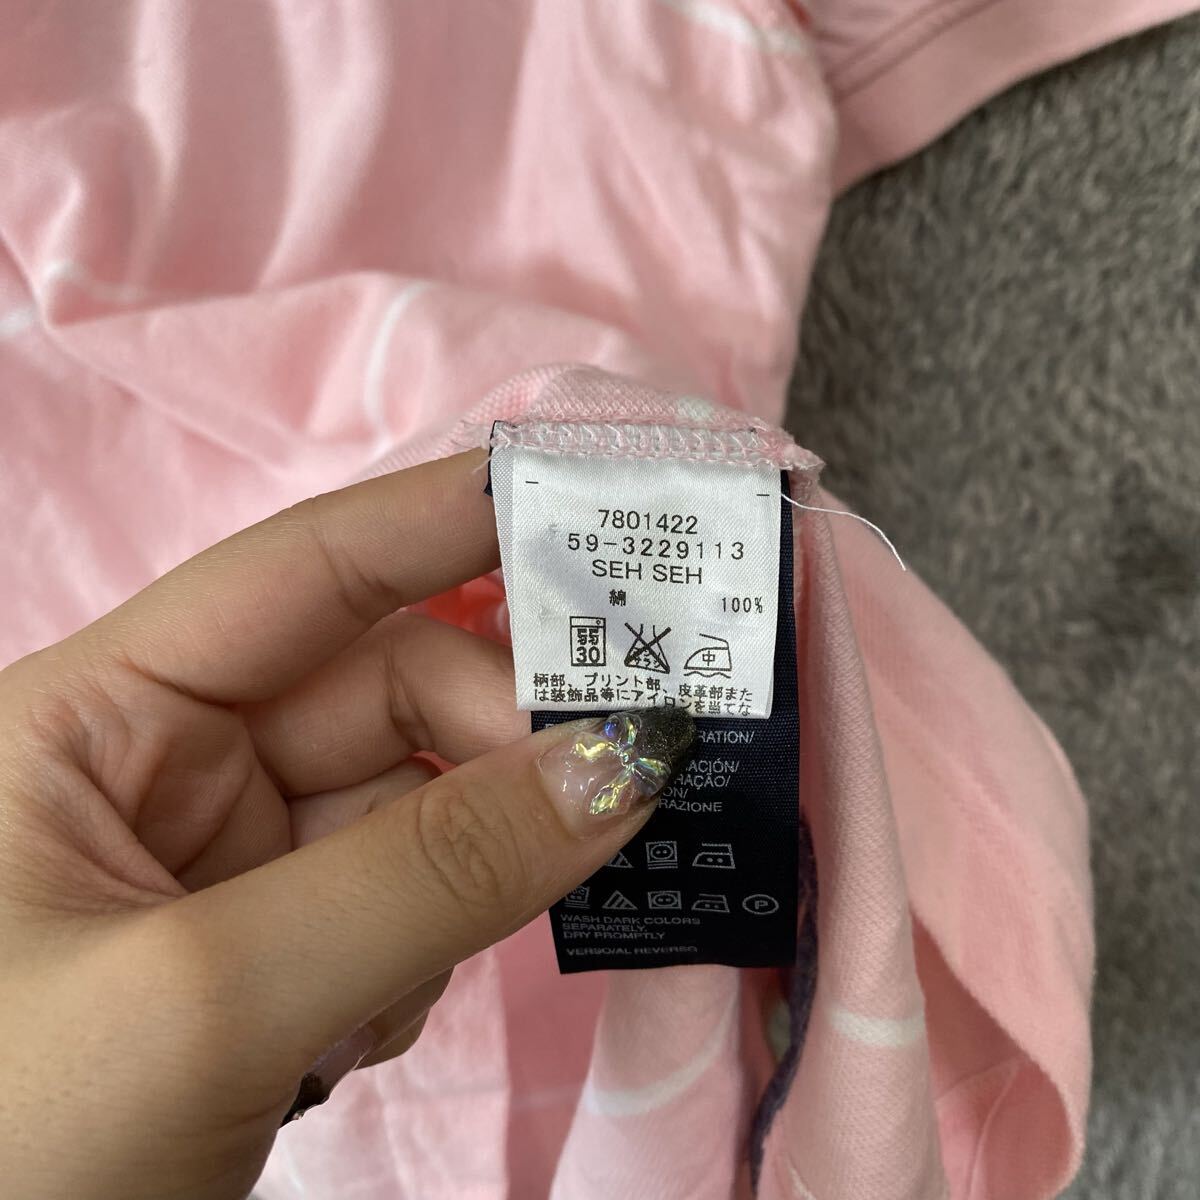 7801422
59-3229113
SEH SEH
綿 100%
30
中
柄部、プリント部、皮革部また
は装飾品等にアイロンを当てな
RATION/
ACIÓN/
RAÇÃO/
ON/
RAZIONE
P
WASH DARK COLORS
SEPARATELY,
DRY PROMPTLY
VERSO/AL REVERSO